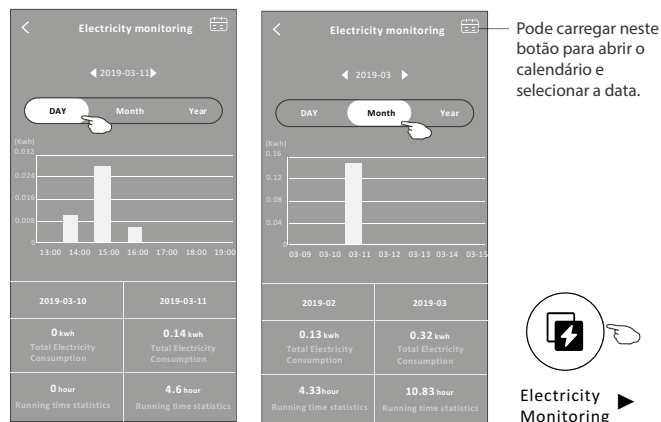 Electricity monitoring
2019-03-11
DAY Month Year
(Kwh)
0.032
0.024
0.016
0.008
0
13:00 14:00 15:00 16:00 17:00 18:00 19:00
2019-03-10 2019-03-11
0 kwh 0.14 kwh
Total Electricity Total Electricity
Consumption Consumption
0 hour 4.6 hour
Running time statistics Running time statistics
Electricity monitoring
2019-03
DAY Month Year
(Kwh)
0.16
0.12
0.08
0.04
0
03-09 03-10 03-11 03-12 03-13 03-14 03-15
2019-02 2019-03
0.13 kwh 0.32 kwh
Total Electricity Total Electricity
Consumption Consumption
4.33hour 10.83 hour
Running time statistics Running time statistics
Pode carregar neste
botão para abrir o
calendário e
selecionar a data.
Electricity
Monitoring